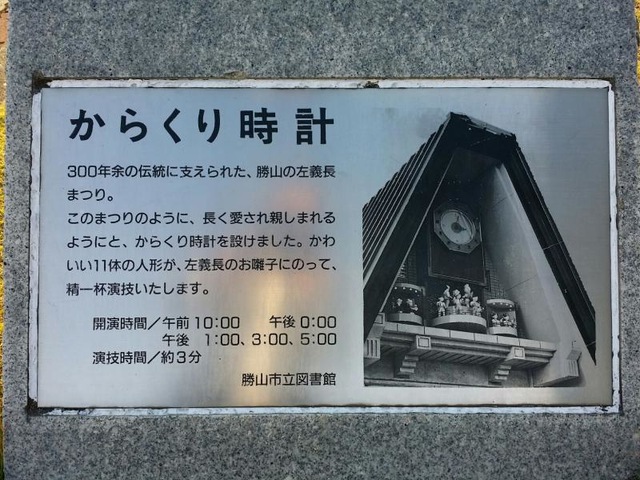 からくり時計
300年余の伝統に支えられた、勝山の左義長
まつり。
このまつりのように、長く愛され親しまれる
ようにと、からくり時計を設けました。かわ
いい11体の人形が、左義長のお囃子にのって、
精一杯演技いたします。
開演時間／午前10:00 午後0:00
午後 1:00、3:00、5:00
演技時間／約3分
勝山市立図書館